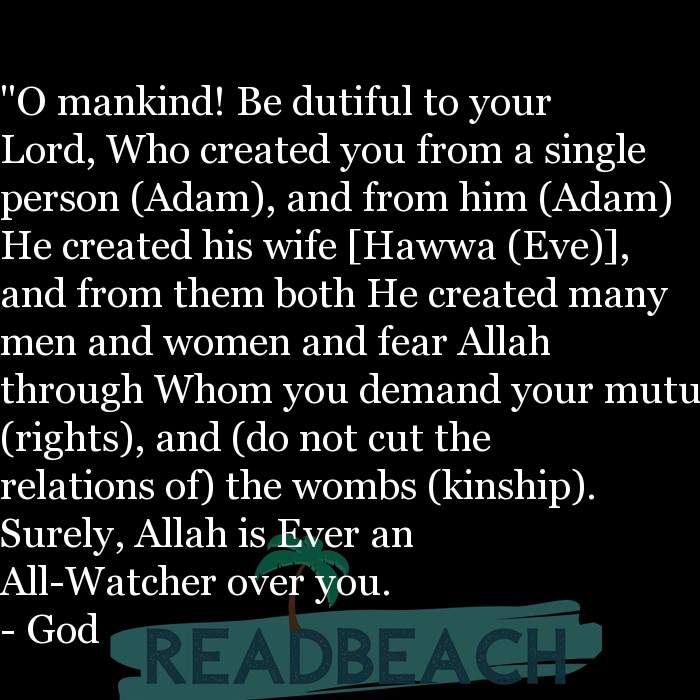 "O mankind! Be dutiful to your
Lord, Who created you from a single
person (Adam), and from him (Adam)
He created his wife [Hawwa (Eve)],
and from them both He created many
men and women and fear Allah
through Whom you demand your mutu
(rights), and (do not cut the
relations of) the wombs (kinship).
Surely, Allah is Ever an
All-Watcher over you.
- God
READBEACH